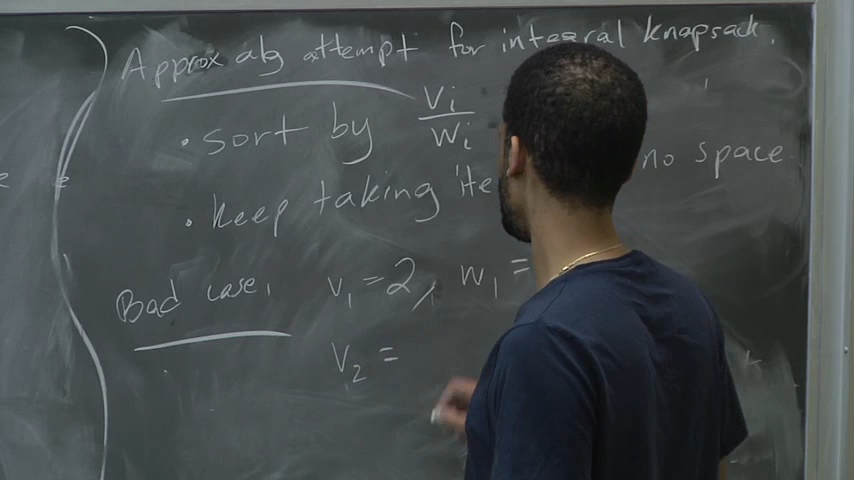 Approx alg attempt for integral knapsack.
• sort by Vi/Wi
• keep taking ite no space
Bad case, V1 = 2, W1 =
V2 =